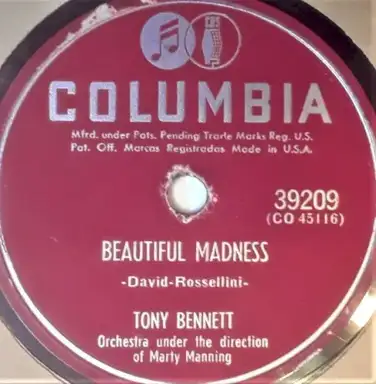 COLUMBIA
Mfrd. under Pats. Pending Trade Marks Reg. U.S.
Pat. Off. Marcas Registradas Made in U.S.A.
39209
(CO 45116)
BEAUTIFUL MADNESS
-David-Rossellini-
TONY BENNETT
Orchestra under the direction
of Marty Manning